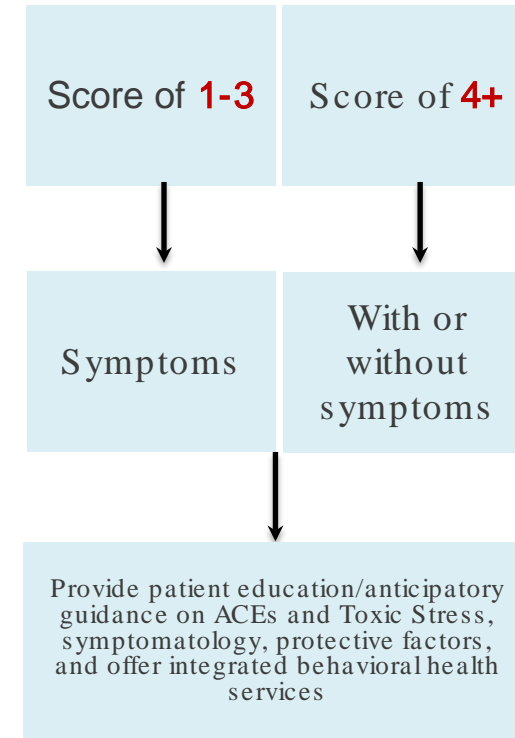 Score of 1-3
Score of 4+
Symptoms
With or
without
symptoms
Provide patient education/anticipatory
guidance on ACEs and Toxic Stress,
symptomatology, protective factors,
and offer integrated behavioral health
services